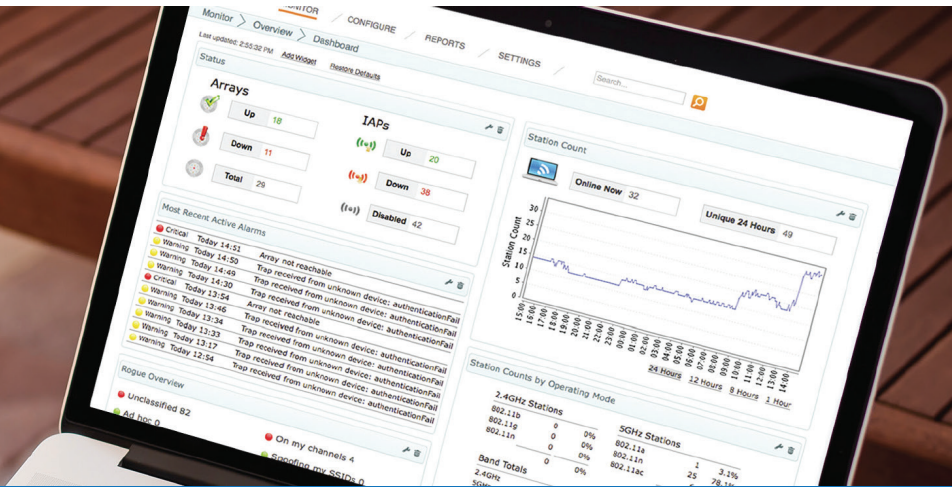 MONITOR / CONFIGURE / REPORTS / SETTINGS
Search...
Monitor > Overview > Dashboard
Last updated: 2:55:32 PM Add Widget Restore Defaults
Status
Arrays
Up 18
Down 11
Total 29
IAPs
Up 20
Down 38
Disabled 42
Most Recent Active Alarms
Critical Today 14:51 Array not reachable
Warning Today 14:50 Trap received from unknown device: authenticationFail
Warning Today 14:49 Trap received from unknown device: authenticationFail
Warning Today 14:30 Trap received from unknown device: authenticationFail
Critical Today 13:54 Array not reachable
Warning Today 13:46 Trap received from unknown device: authenticationFail
Warning Today 13:34 Trap received from unknown device: authenticationFail
Warning Today 13:33 Trap received from unknown device: authenticationFail
Warning Today 13:17 Trap received from unknown device: authenticationFail
Warning Today 12:54 Trap received from unknown device: authenticationFail
Rogue Overview
Unclassified 82
Ad hoc 0
On my channels 4
Spoofing my SSIDs 0
Station Count
Online Now 32
Unique 24 Hours 49
Station Count
30
25
20
15
10
5
0
15:00 16:00 17:00 18:00 19:00 20:00 21:00 22:00 23:00 00:00 01:00 02:00 03:00 04:00 05:00 06:00 07:00 08:00 09:00 10:00 11:00 12:00 13:00 14:00
24 Hours 12 Hours 8 Hours 1 Hour
Station Counts by Operating Mode
2.4GHz Stations
802.11b 0 0%
802.11g 0 0%
802.11n 0 0%
Band Totals
2.4GHz 0 0%
5GHz Stations
802.11a 1 3.1%
802.11n 25 78.1%
802.11ac